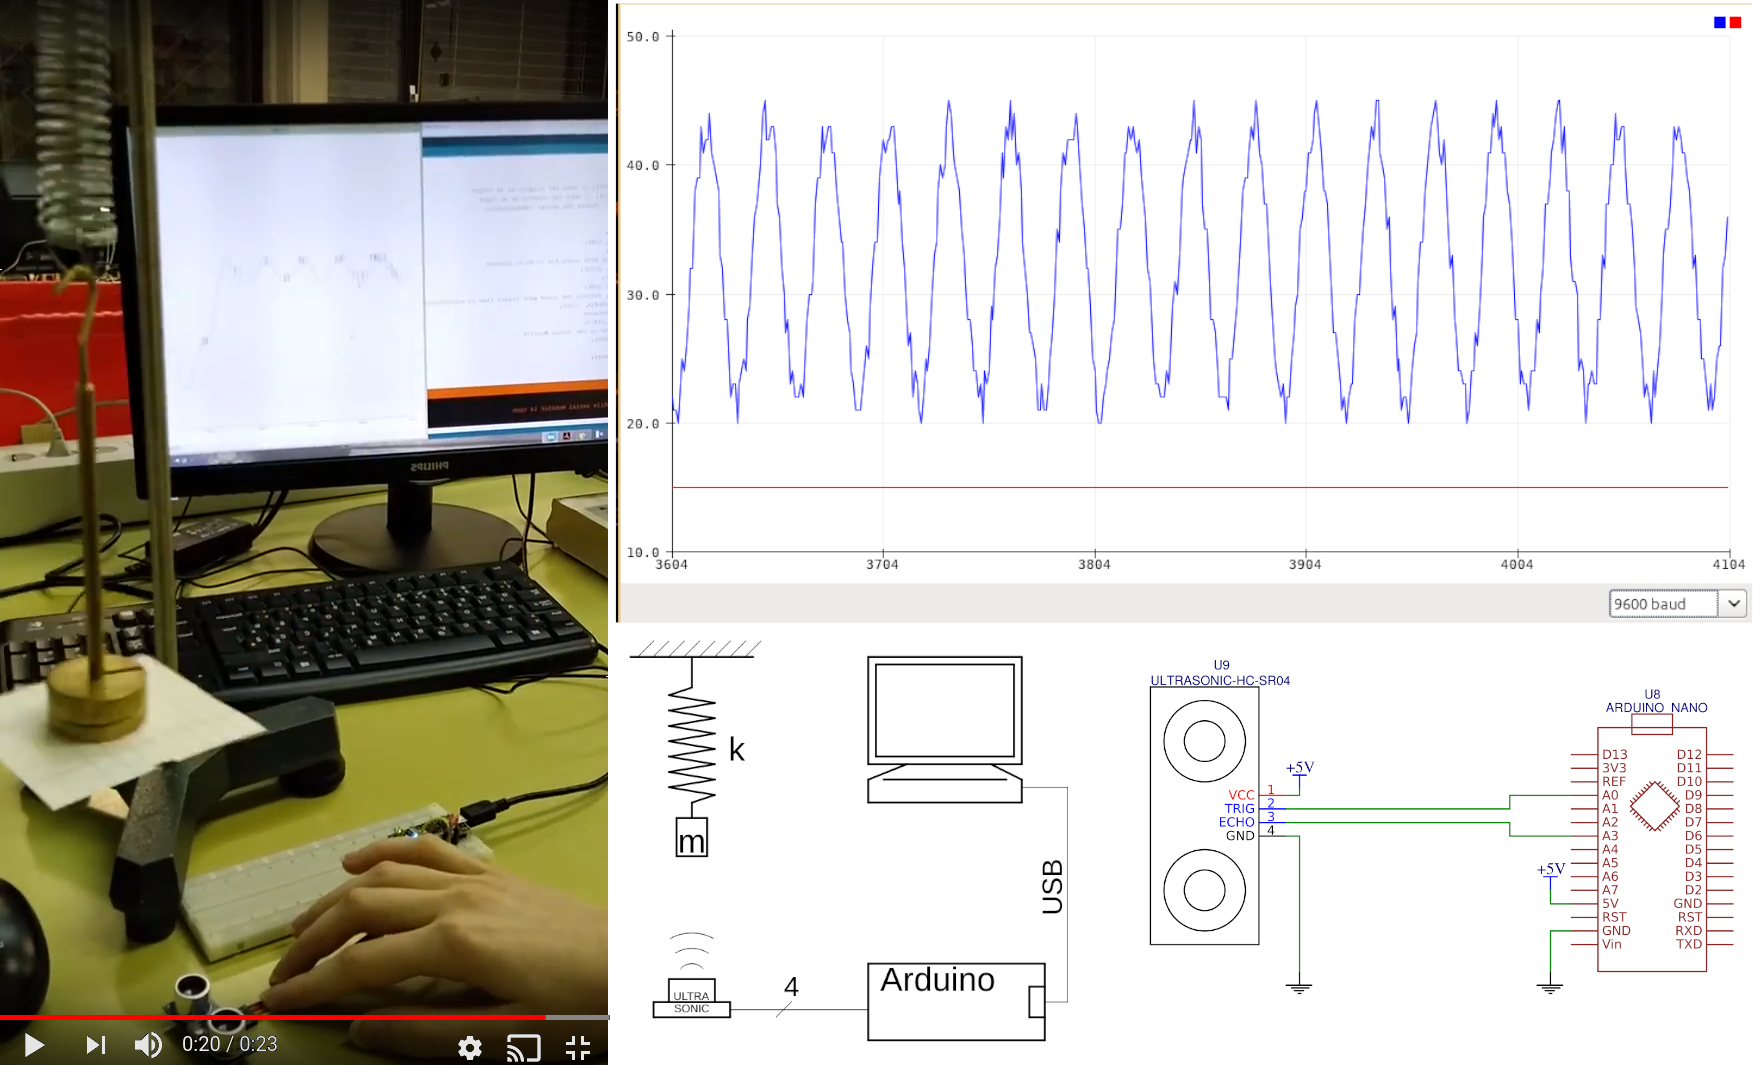 50.0
40.0
30.0
20.0
10.0
3604
3704
3804
3904
4004
4104
9600 baud
k
m
ULTRA
SONIC
4
Arduino
USB
U9
ULTRASONIC-HC-SR04
+5V
VCC 1
TRIG 2
ECHO 3
GND 4
U8
ARDUINO NANO
D13 D12
3V3 D11
REF D10
A0 D9
A1 D8
A2 D7
A3 D6
A4 D5
A5 D4
A6 D3
A7 D2
5V GND
RST RST
GND RXD
Vin TXD
+5V
PHILIPS
0:20 / 0:23